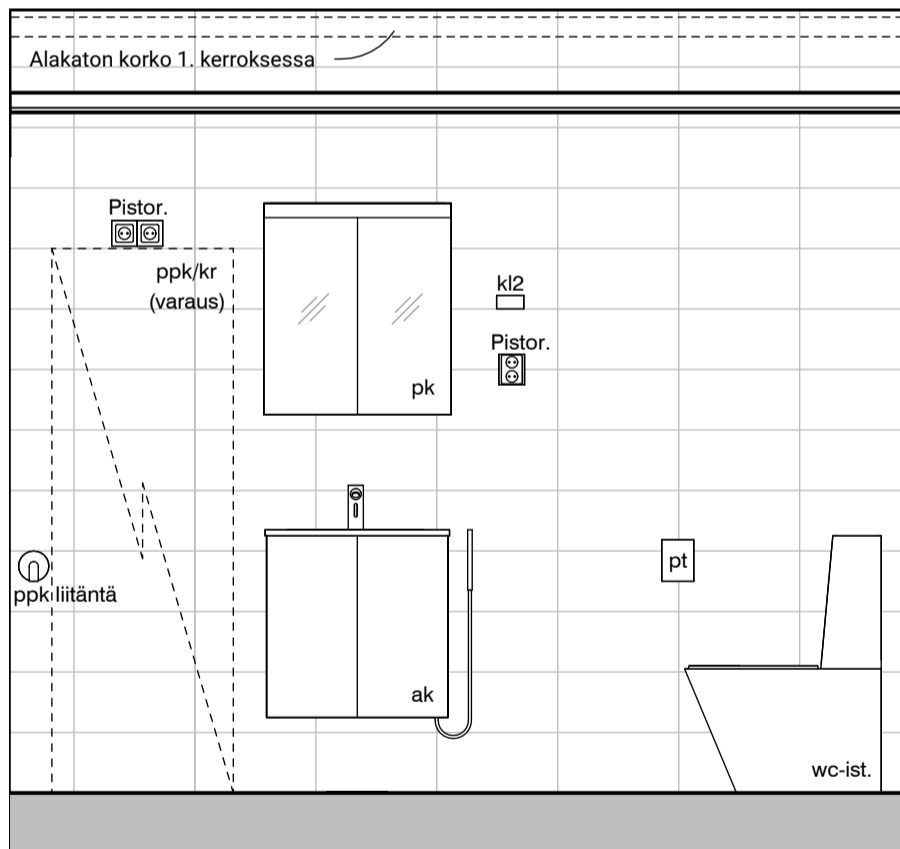 Alakaton korko 1. kerroksessa
Pistor.
ppk/kr
(varaus)
kl2
Pistor.
pk
pt
ppk liitäntä
ak
wc-ist.